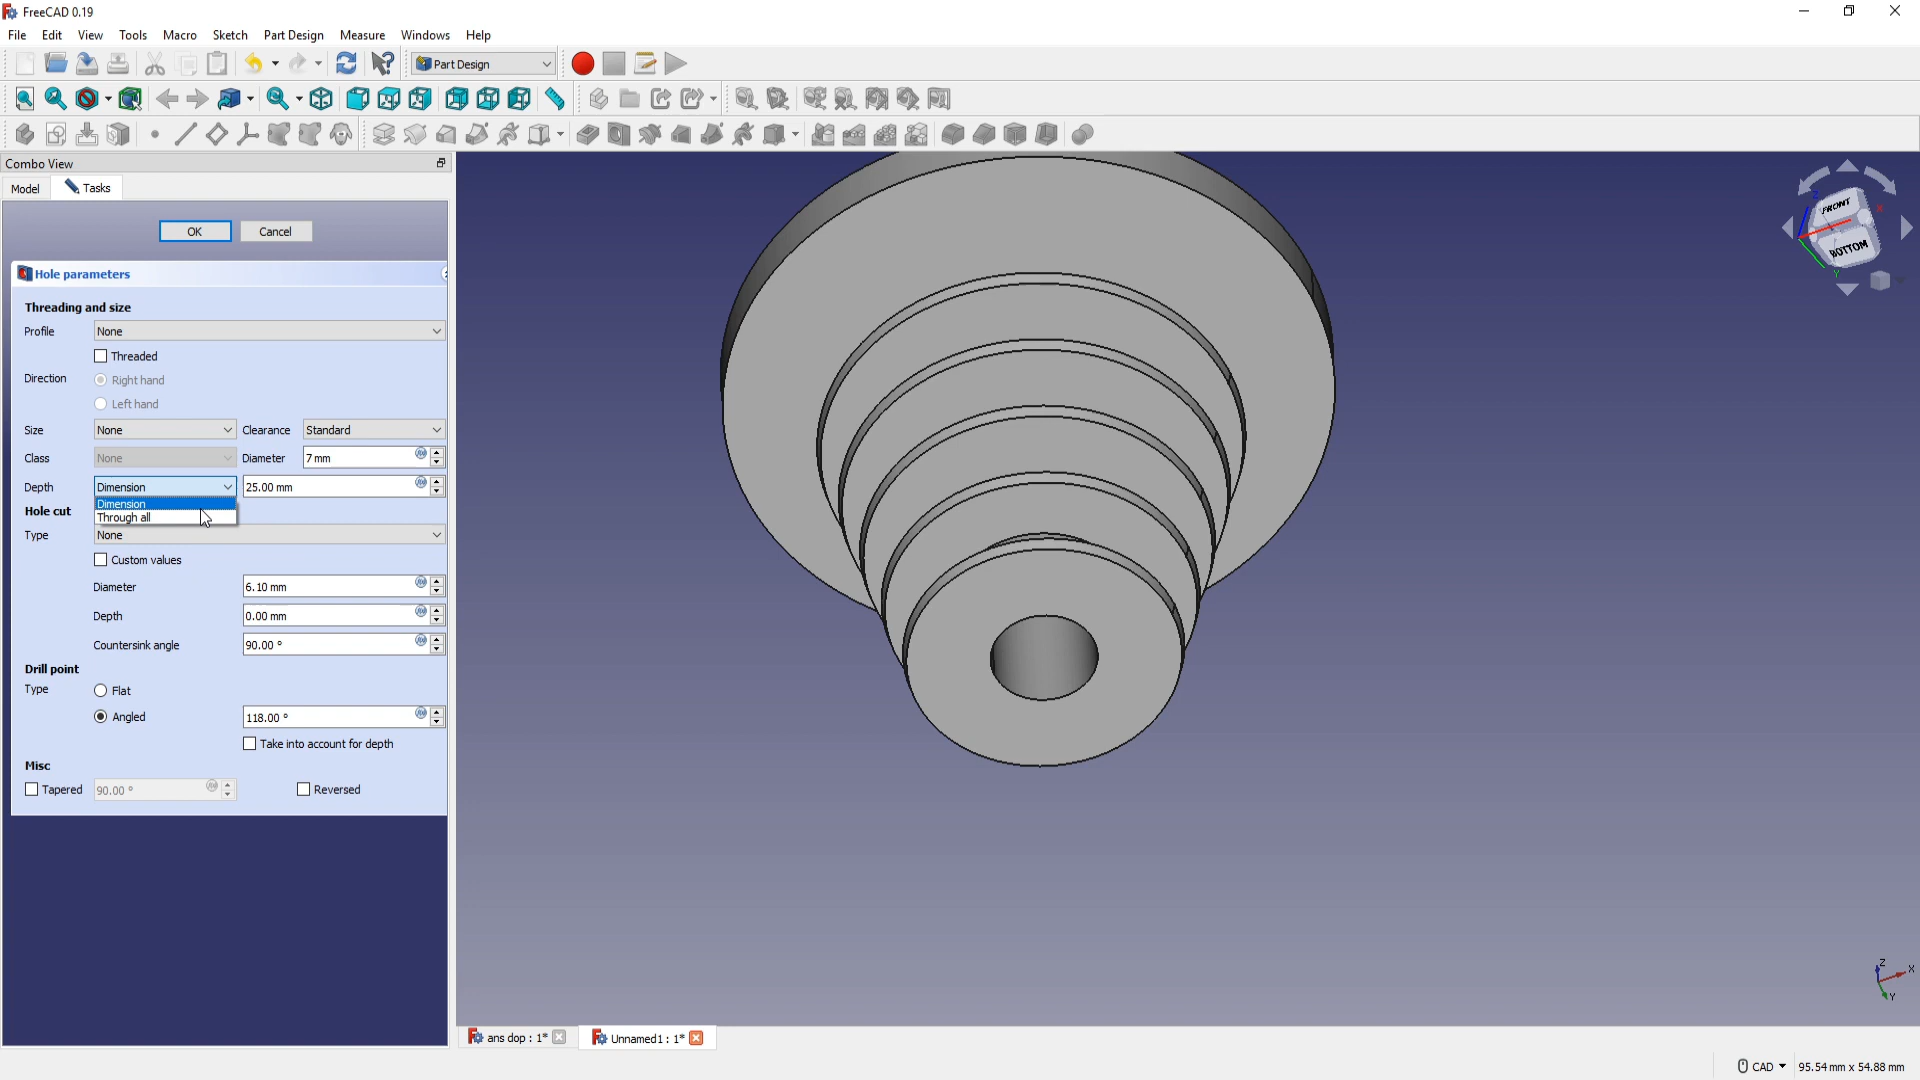 FreeCAD 0.19
File Edit View Tools Macro Sketch Part Design Measure Windows Help
Part Design
Combo View
Model Tasks
OK Cancel
Hole parameters
Threading and size
Profile None
Threaded
Direction Right hand
Left hand
Size None Clearance Standard
Class None Diameter 7 mm
Depth Dimension 25.00 mm
Dimension
Through all
Hole cut
Type None
Custom values
Diameter 6.10 mm
Depth 0.00 mm
Countersink angle 90.00 °
Drill point
Type Flat
Angled 118.00 °
Take into account for depth
Misc
Tapered 90.00 ° Reversed
FRONT
BOTTOM
Z
X
Y
Z
X
Y
ans dop : 1* Unnamed1 : 1*
CAD 95.54 mm x 54.88 mm